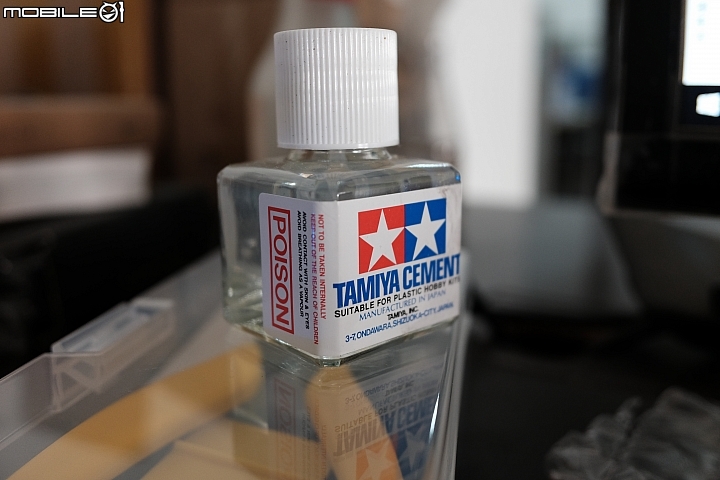 MOBILE01
POISON
NOT TO BE TAKEN INTERNALLY
KEEP OUT OF THE REACH OF CHILDREN
AVOID CONTACT WITH SKIN & EYES
AVOID BREATHING AS A VAPOUR
TAMIYA CEMENT
SUITABLE FOR PLASTIC HOBBY KITS
MANUFACTURED IN JAPAN
TAMIYA, INC.
3-7, ONDAWARA, SHIZUOKA-CITY, JAPAN